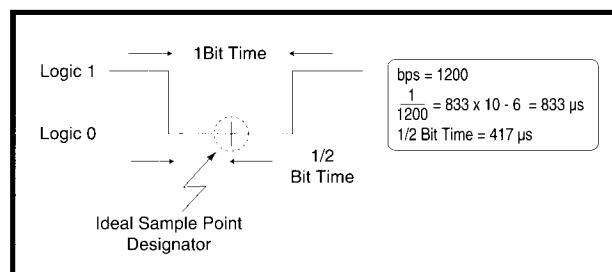 1Bit Time
Logic 1
Logic 0
1/2
Bit Time
Ideal Sample Point
Designator
bps = 1200
1
1200 = 833 x 10 - 6 = 833 µs
1/2 Bit Time = 417 µs